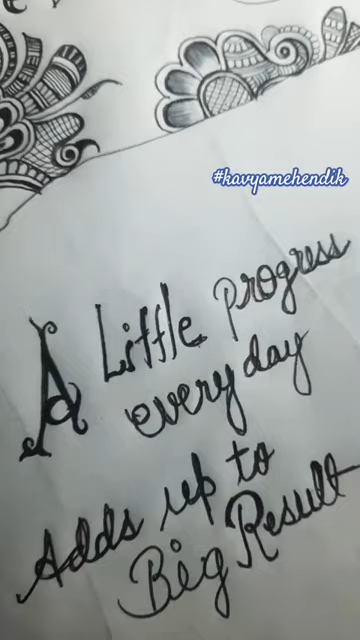 #kavyamehendik
A Little progress
every day
Adds up to
Big Result